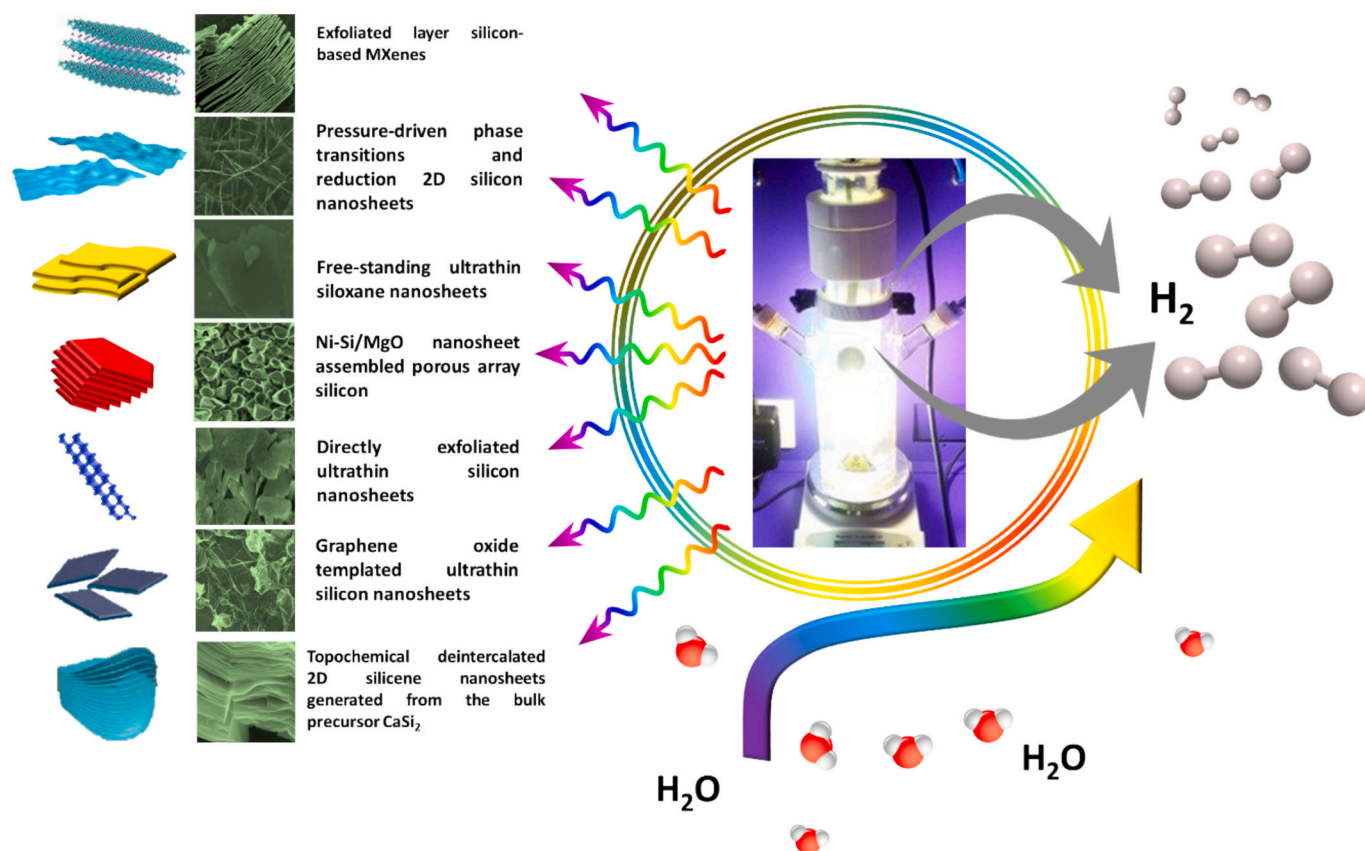 Exfoliated layer silicon-
based MXenes
Pressure-driven phase
transitions and
reduction 2D silicon
nanosheets
Free-standing ultrathin
siloxane nanosheets
Ni-Si/MgO nanosheet
assembled porous array
silicon
Directly exfoliated
ultrathin silicon
nanosheets
Graphene oxide
templated ultrathin
silicon nanosheets
Topochemical deintercalated
2D silicene nanosheets
generated from the bulk
precursor CaSi₂
H₂
H₂O
H₂O